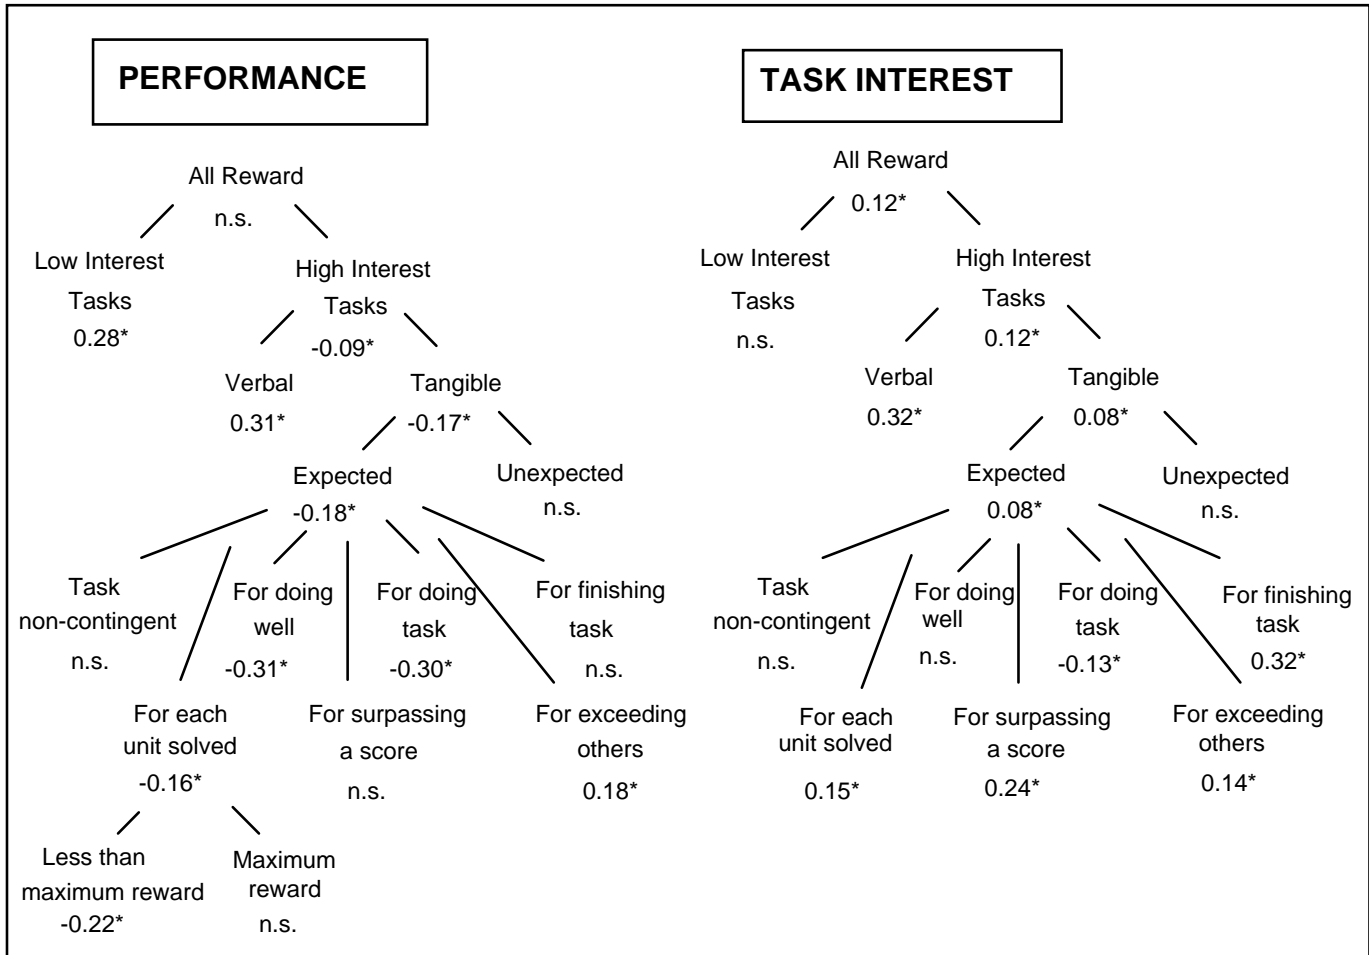 PERFORMANCE
All Reward
n.s.
Low Interest
Tasks
0.28*
High Interest
Tasks
-0.09*
Verbal
0.31*
Tangible
-0.17*
Expected
-0.18*
Unexpected
n.s.
Task
non-contingent
n.s.
For doing
well
-0.31*
For doing
task
-0.30*
For finishing
task
n.s.
For each
unit solved
-0.16*
For surpassing
a score
n.s.
For exceeding
others
0.18*
Less than
maximum reward
-0.22*
Maximum
reward
n.s.
TASK INTEREST
All Reward
0.12*
Low Interest
Tasks
n.s.
High Interest
Tasks
0.12*
Verbal
0.32*
Tangible
0.08*
Expected
0.08*
Unexpected
n.s.
Task
non-contingent
n.s.
For doing
well
n.s.
For doing
task
-0.13*
For finishing
task
0.32*
For each
unit solved
0.15*
For surpassing
a score
0.24*
For exceeding
others
0.14*